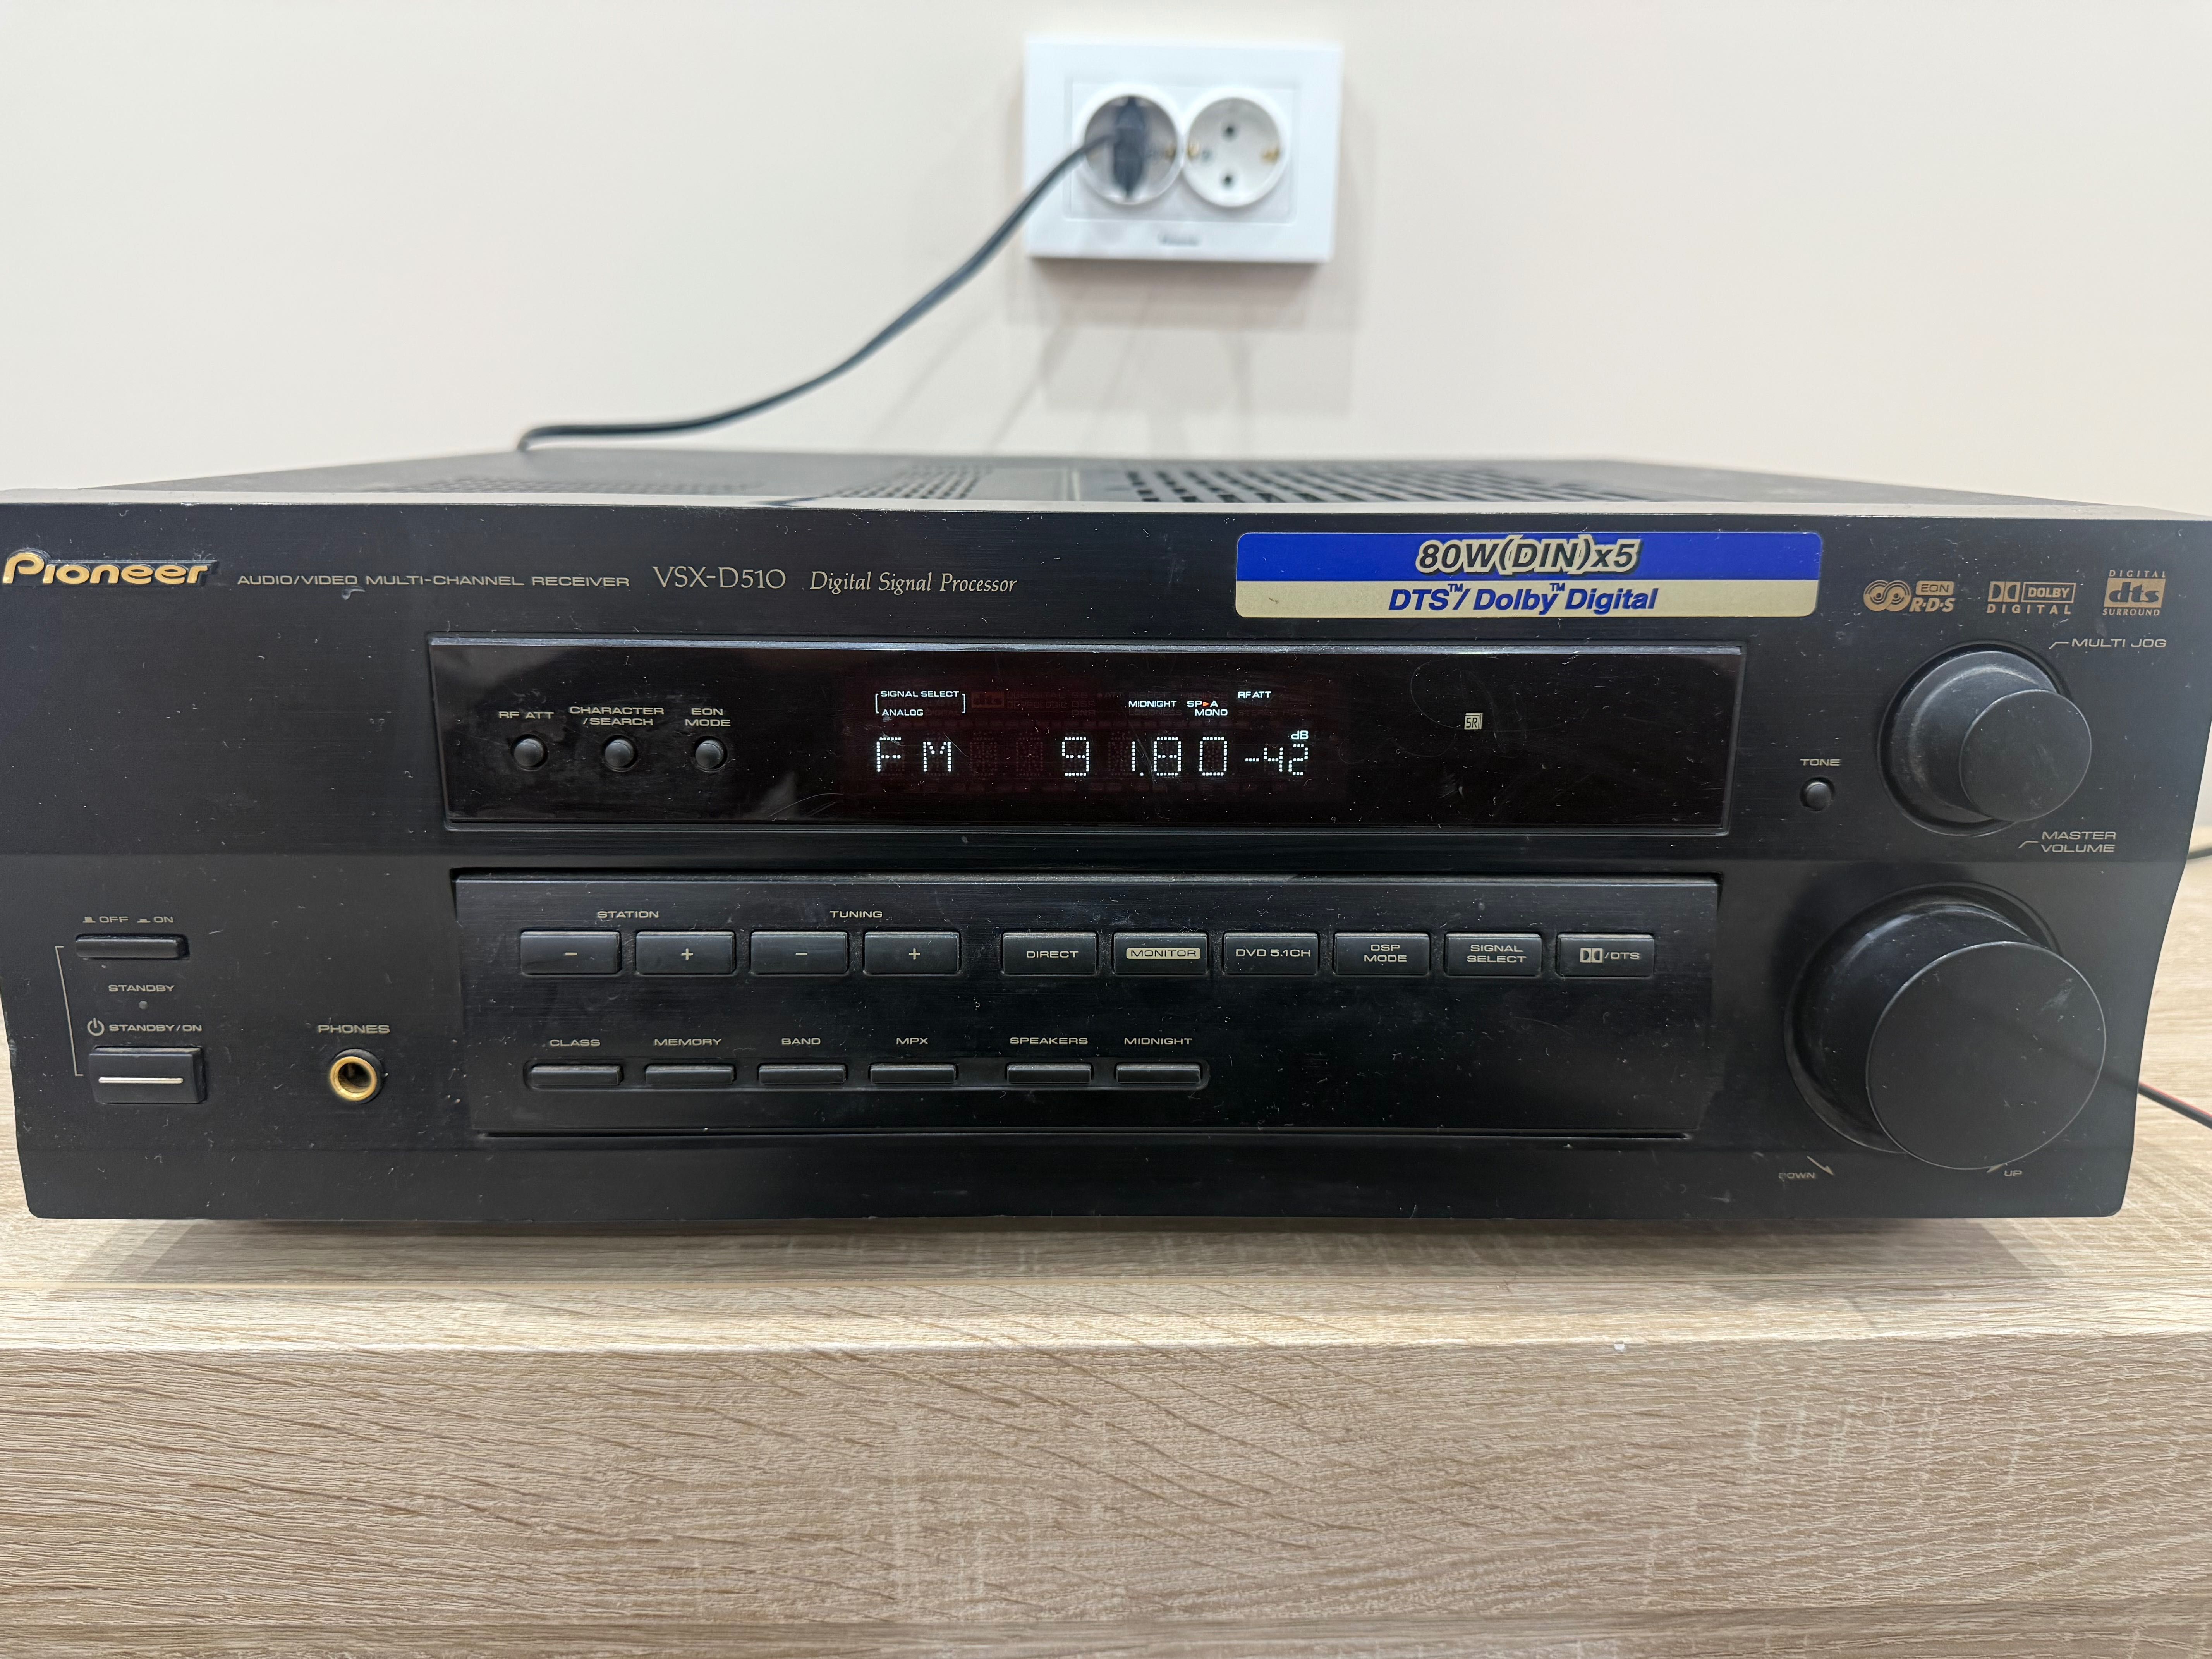 Pioneer AUDIO/VIDEO MULTI-CHANNEL RECEIVER VSX-D510 Digital Signal Processor
80W(DIN)x5
DTS™/Dolby™Digital
EON
R·D·S
DOLBY
DIGITAL
DIGITAL
dts
SURROUND
MULTI JOG
RF ATT
CHARACTER
/SEARCH
EON
MODE
SIGNAL SELECT
ANALOG
MIDNIGHT SP►A RF ATT
MONO
dB
FM 91.80 -42
SR
TONE
MASTER
VOLUME
OFF ON
STANDBY
STANDBY/ON
PHONES
STATION TUNING
- + - + DIRECT MONITOR DVD 5.1CH DSP MODE SIGNAL SELECT /DTS
CLASS MEMORY BAND MPX SPEAKERS MIDNIGHT
DOWN UP